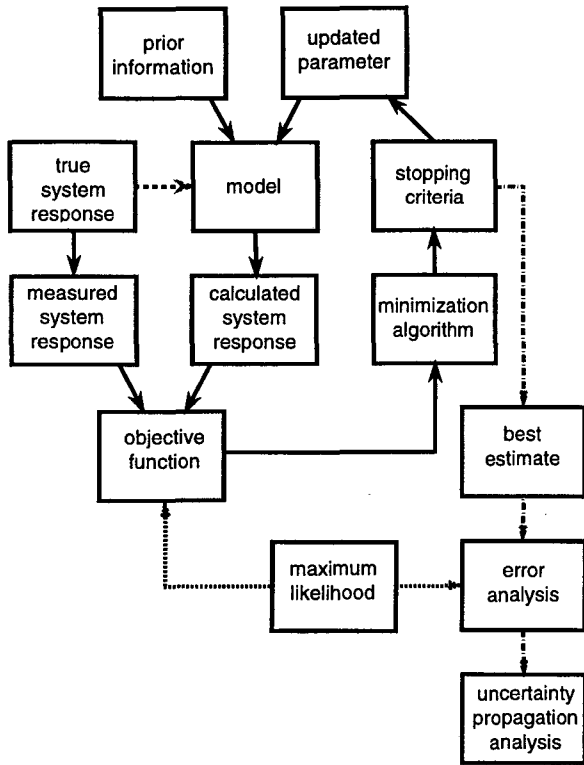 prior
information
updated
parameter
true
system
response
model
stopping
criteria
measured
system
response
calculated
system
response
minimization
algorithm
objective
function
best
estimate
maximum
likelihood
error
analysis
uncertainty
propagation
analysis